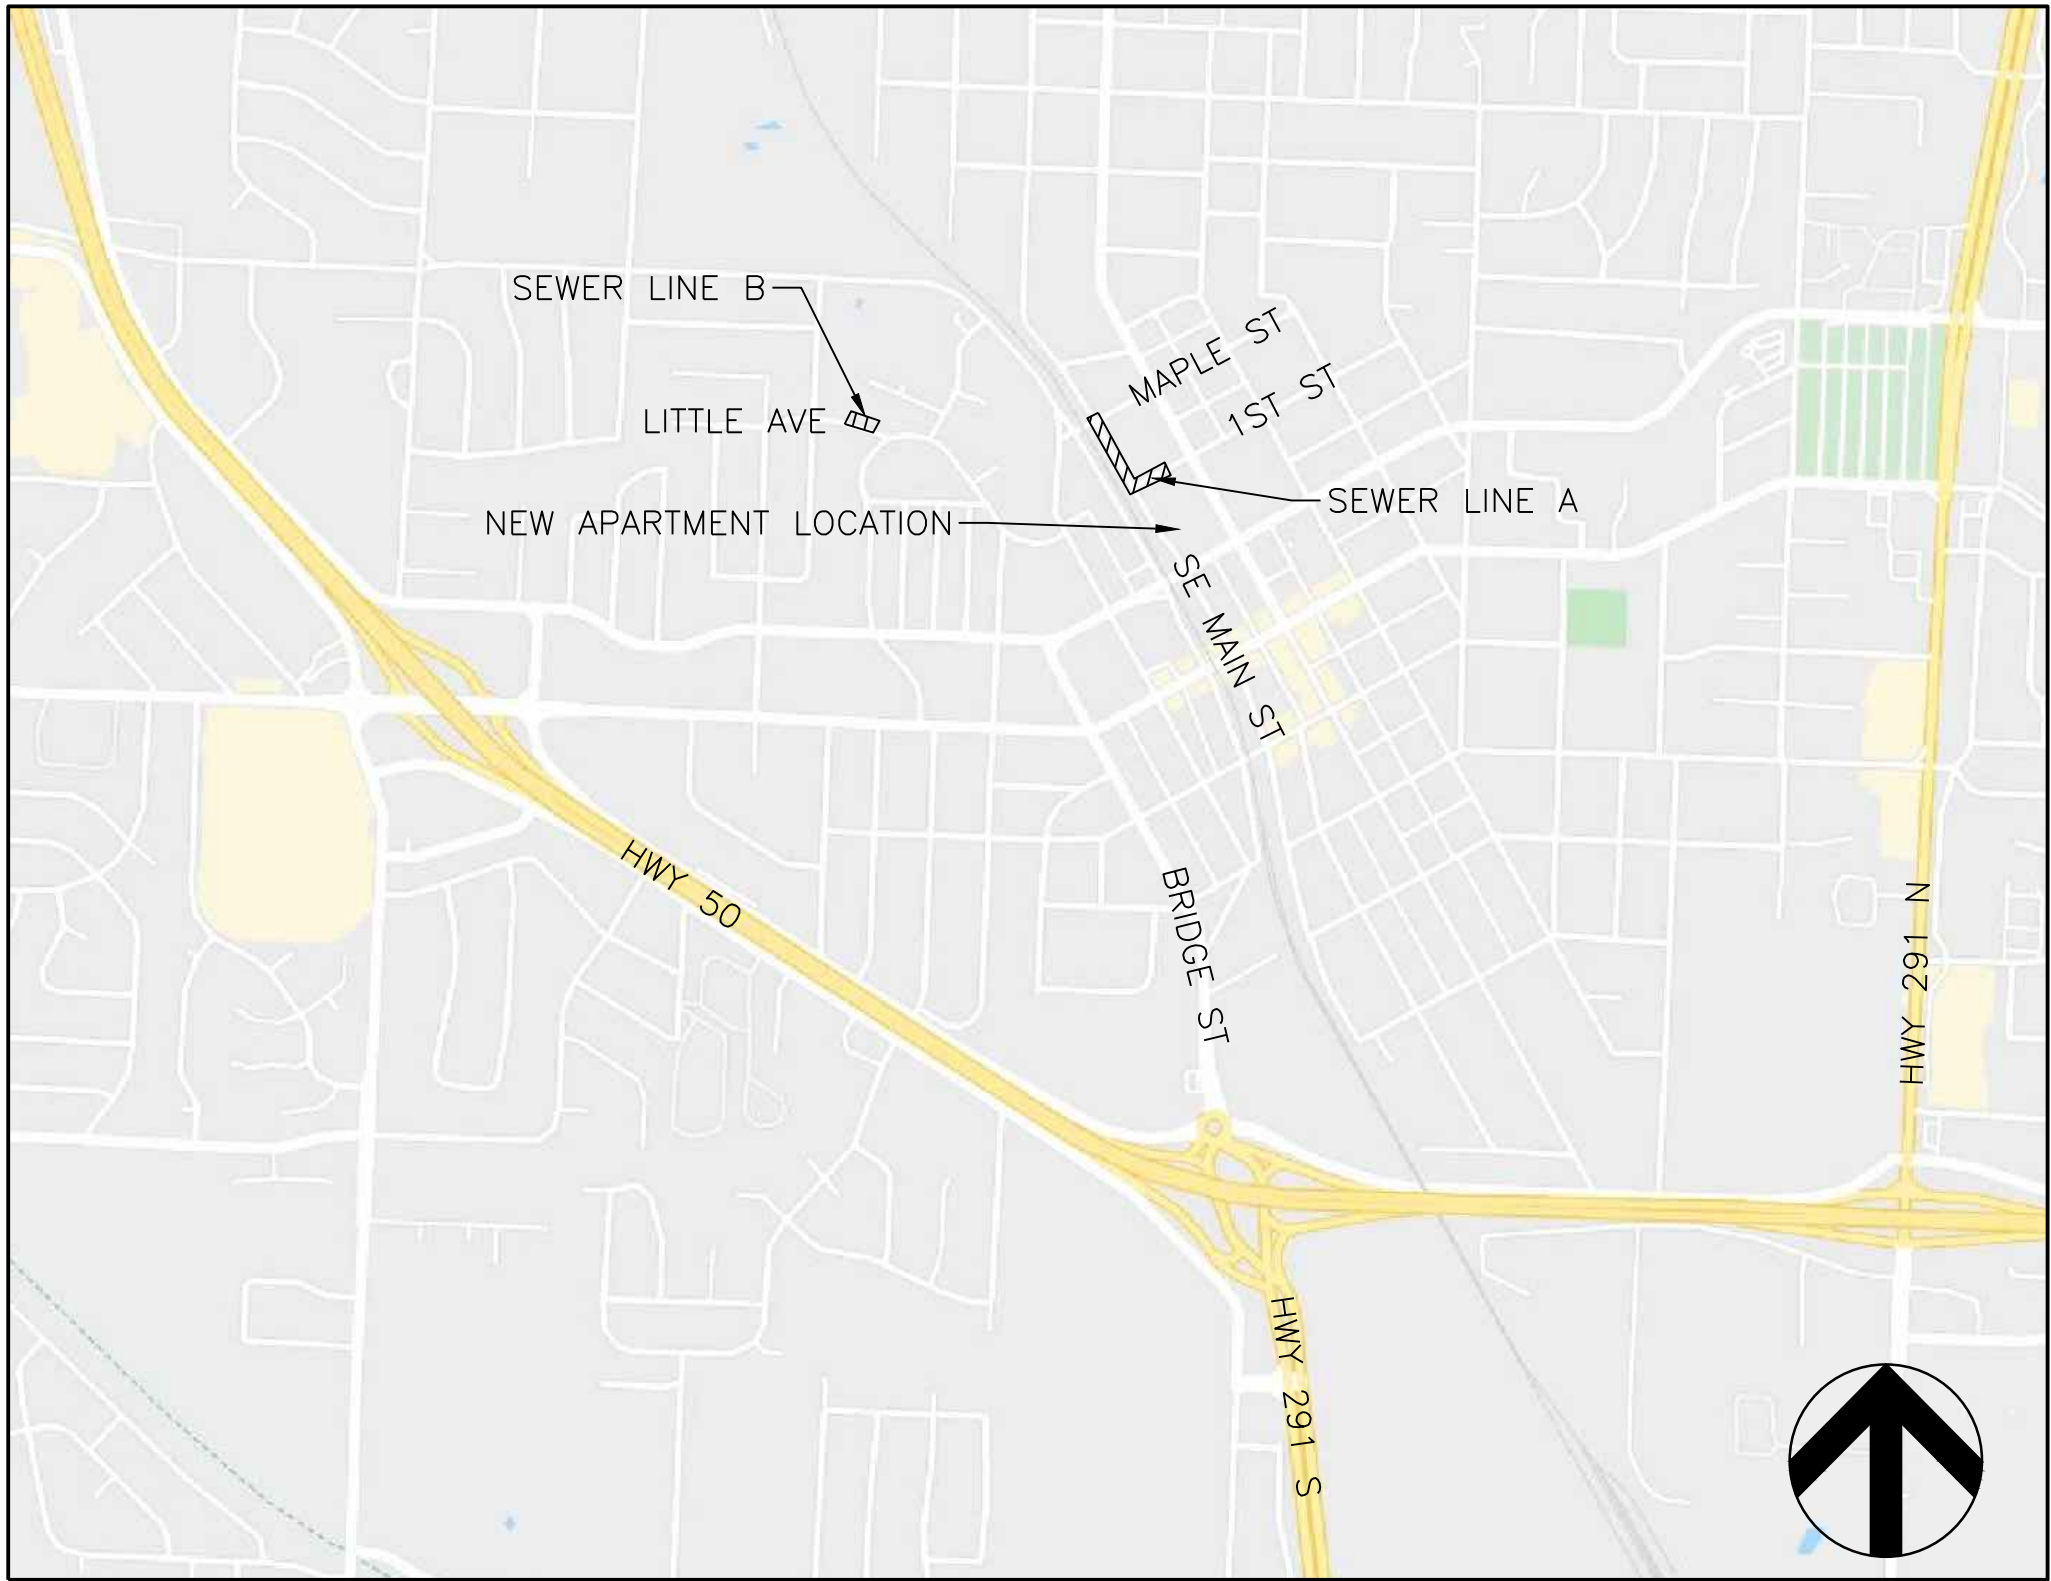 SEWER LINE B
MAPLE ST
1ST ST
LITTLE AVE
SEWER LINE A
NEW APARTMENT LOCATION
SE MAIN ST
HWY 50
BRIDGE ST
HWY 291 N
HWY 291 S